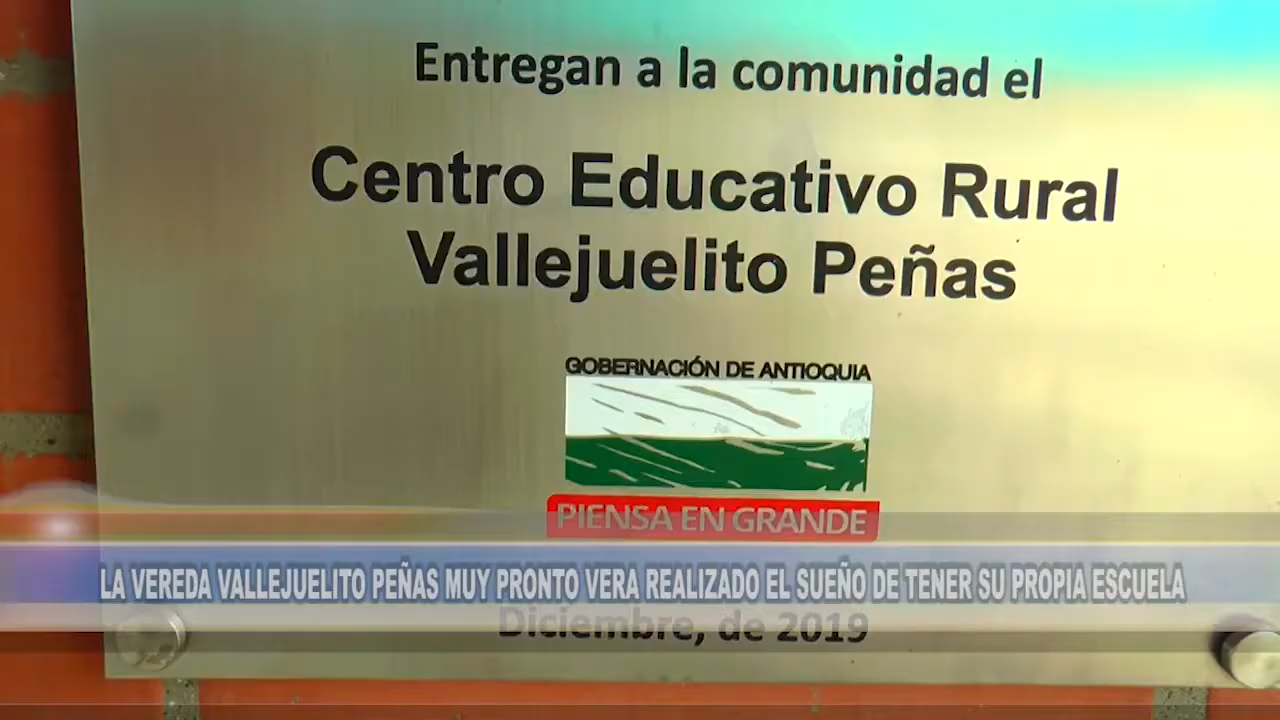 Entregan a la comunidad el
Centro Educativo Rural
Vallejuelito Peñas
GOBERNACIÓN DE ANTIOQUIA
PIENSA EN GRANDE
LA VEREDA VALLEJUELITO PEÑAS MUY PRONTO VERA REALIZADO EL SUEÑO DE TENER SU PROPIA ESCUELA
Diciembre, de 2019